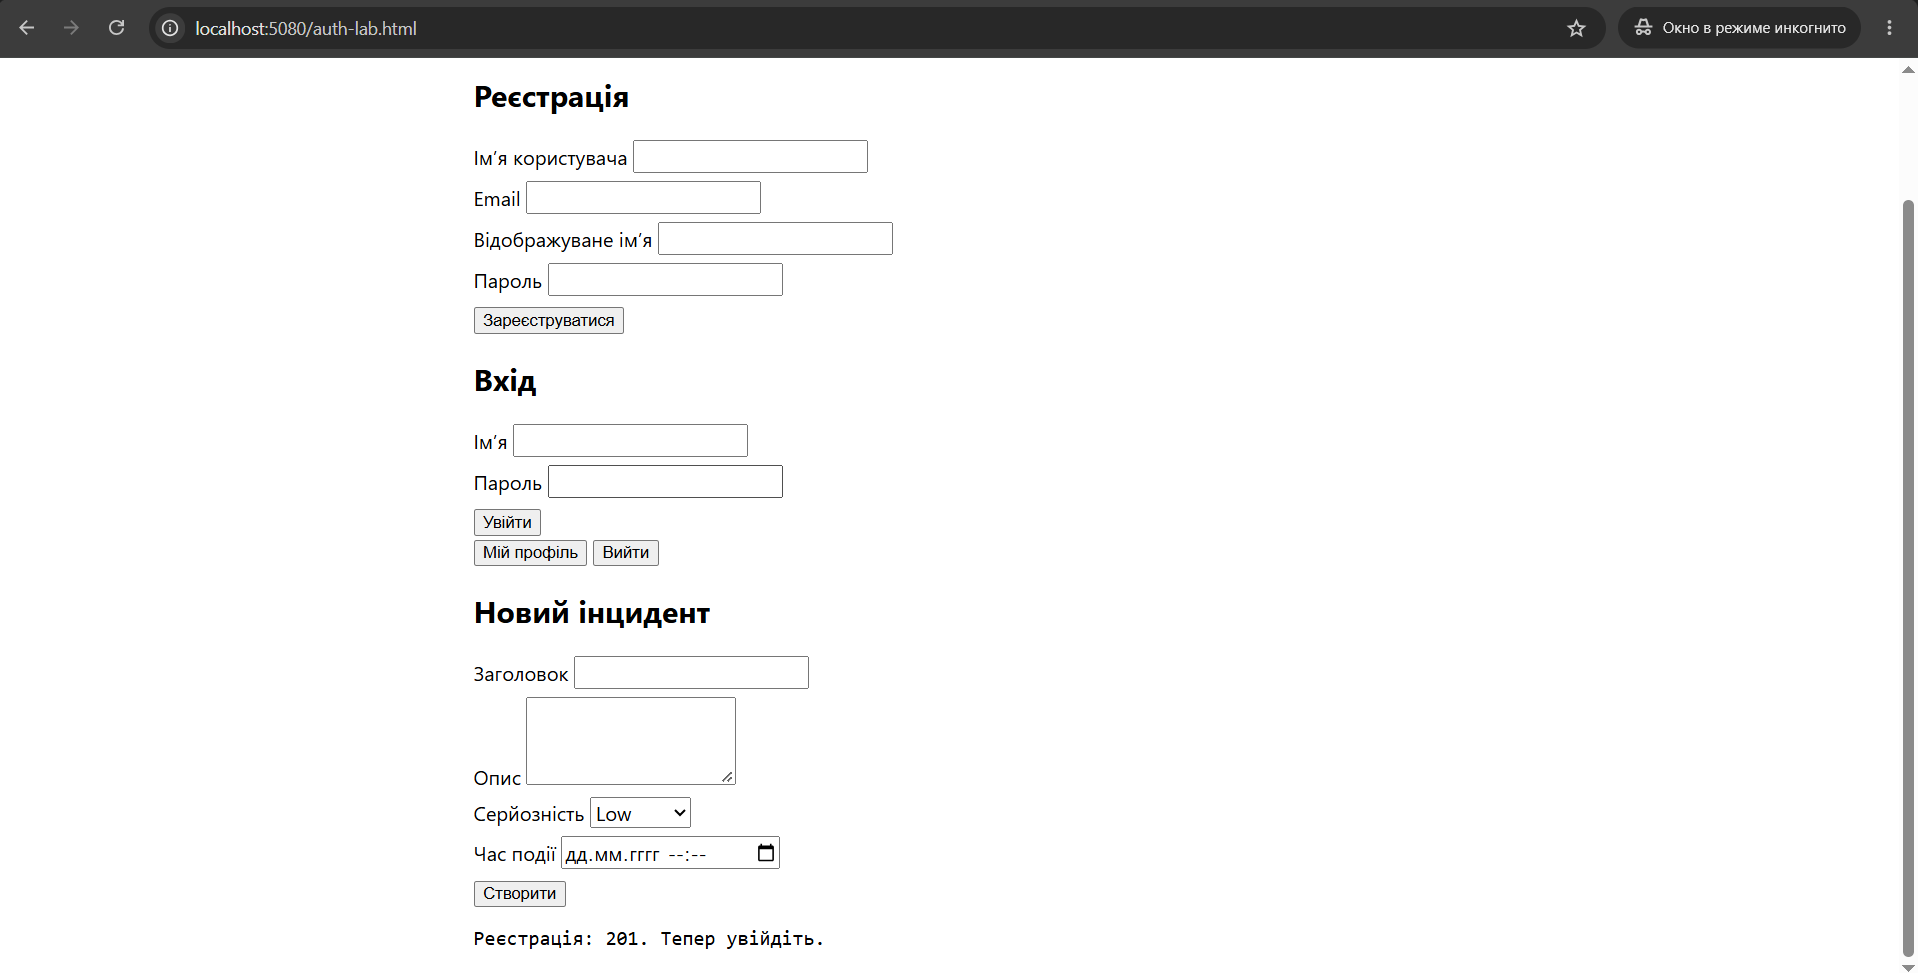 localhost:5080/auth-lab.html
Окно в режиме инкогнито
Реєстрація
Ім’я користувача
Email
Відображуване ім’я
Пароль
Зареєструватися
Вхід
Ім’я
Пароль
Увійти
Мій профіль Вийти
Новий інцидент
Заголовок
Опис
Серйозність Low
Час події дд.мм.гггг --:--
Створити
Реєстрація: 201. Тепер увійдіть.